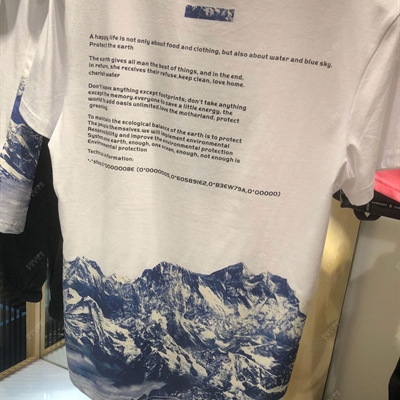 A happy life is not only about food and clothing, but also about water and blue sky.
Protect the earth
The earth gives all man the best of things, and in the end,
in return, she receives their refuse.keep clean, love home.
cherish water
Don't leave anything except footprints; don't take anything
except the memory.everyone to save a little energy, the
world to add oasis unlimited love the motherland, protect
greening.
To maintain the ecological balance of the earth is to protect
The people themselves.we will implement environmental
Responsibility and improve the environmental protection
System earth, enough, one ocean, enough, not enough is
Environmental protection
Technical information: